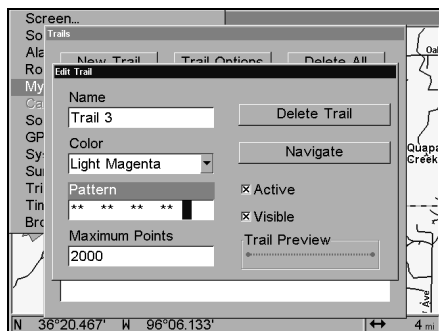 Screen...
So
Trails
Ala
New Trail Trail Options Delete All
Ro
Edit Trail
My
Name
Trail 3
Delete Trail
Ca
So
Color
Light Magenta
Navigate
GP
Sy
Quapa
Creek
Su
Pattern
Active
Tri
** ** ** **
Tin
Visible
Bro
Maximum Points
2000
Trail Preview
Ave
N 36°20.467' W 96°06.133' ↔ 4 mi